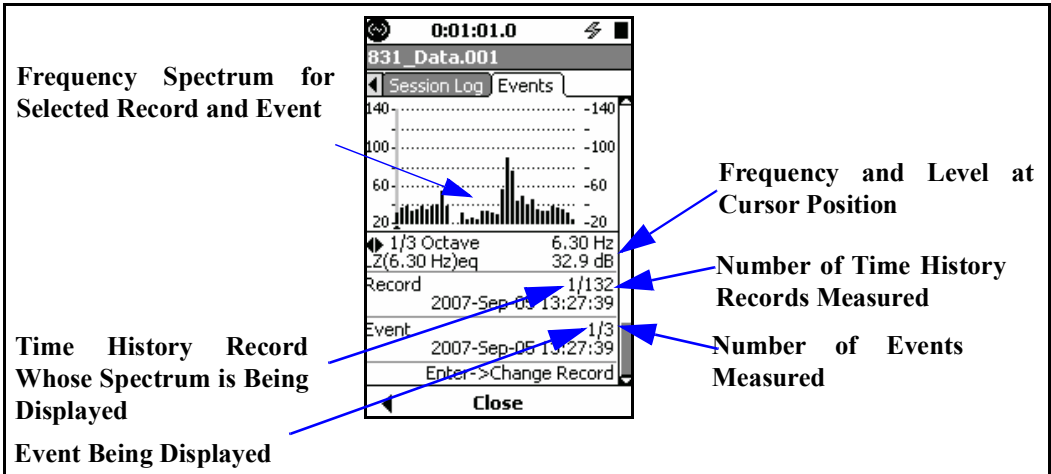 Frequency Spectrum for
Selected Record and Event
0:01:01.0
831_Data.001
Session Log Events
140 -140
100 -100
60 -60
20 -20
1/3 Octave 6.30 Hz
LZ(6.30 Hz)eq 32.9 dB
Record 1/132
2007-Sep-05 13:27:39
Event 1/3
2007-Sep-05 13:27:39
Enter->Change Record
Close
Frequency and Level at
Cursor Position
Number of Time History
Records Measured
Number of Events
Measured
Time History Record
Whose Spectrum is Being
Displayed
Event Being Displayed